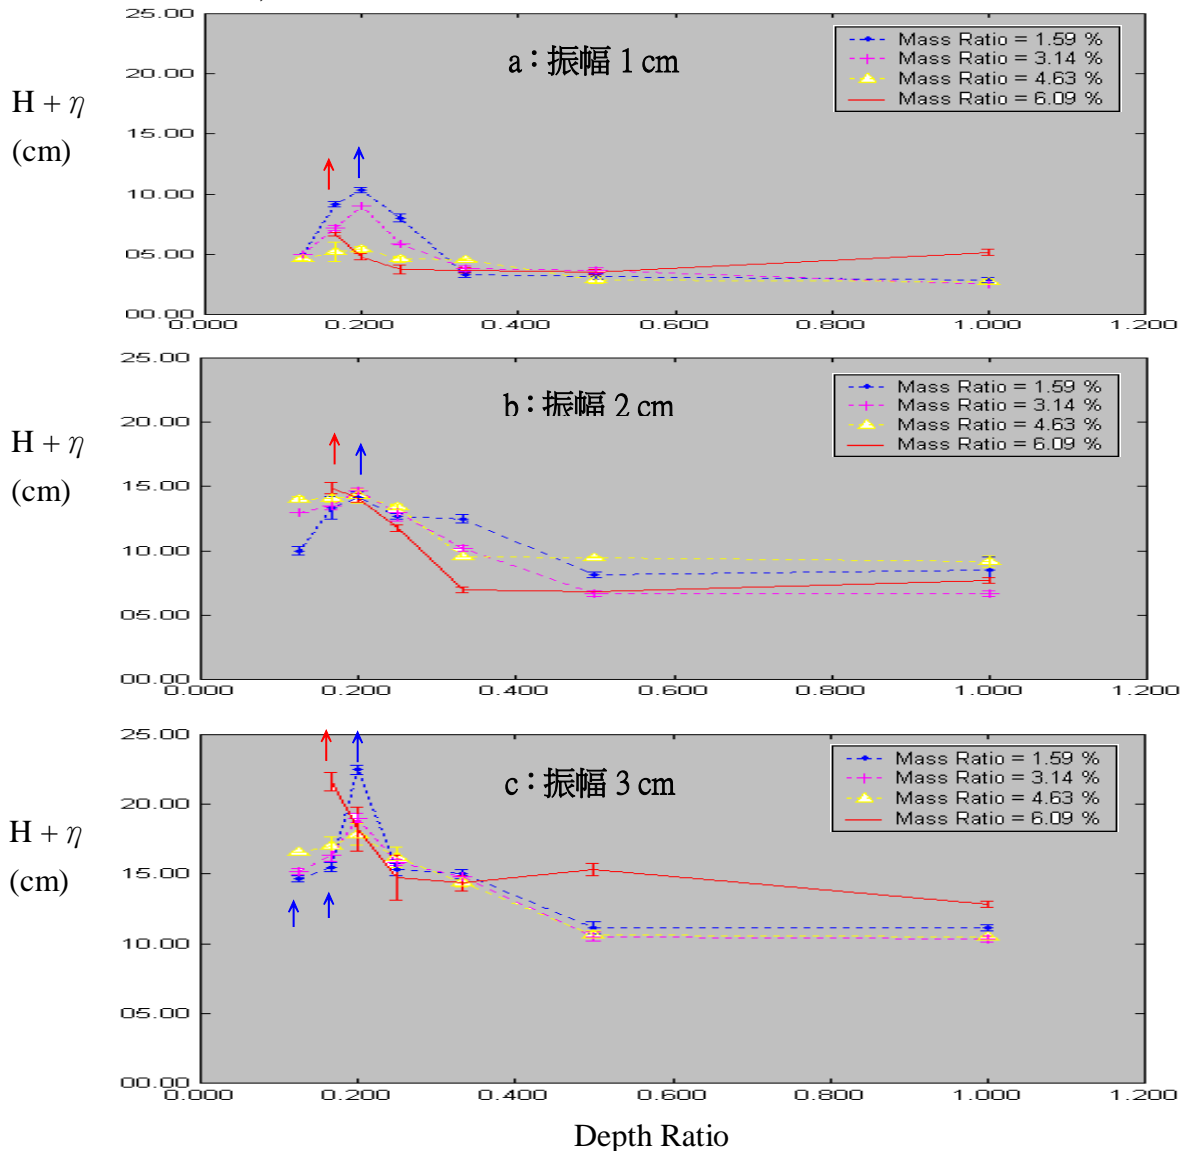 25.00
20.00
15.00
10.00
05.00
00.00
H + η
(cm)
a：振幅 1 cm
Mass Ratio = 1.59 %
Mass Ratio = 3.14 %
Mass Ratio = 4.63 %
Mass Ratio = 6.09 %
0.000 0.200 0.400 0.600 0.800 1.000 1.200
25.00
20.00
15.00
10.00
05.00
00.00
H + η
(cm)
b：振幅 2 cm
Mass Ratio = 1.59 %
Mass Ratio = 3.14 %
Mass Ratio = 4.63 %
Mass Ratio = 6.09 %
0.000 0.200 0.400 0.600 0.800 1.000 1.200
25.00
20.00
15.00
10.00
05.00
00.00
H + η
(cm)
c：振幅 3 cm
Mass Ratio = 1.59 %
Mass Ratio = 3.14 %
Mass Ratio = 4.63 %
Mass Ratio = 6.09 %
0.000 0.200 0.400 0.600 0.800 1.000 1.200
Depth Ratio